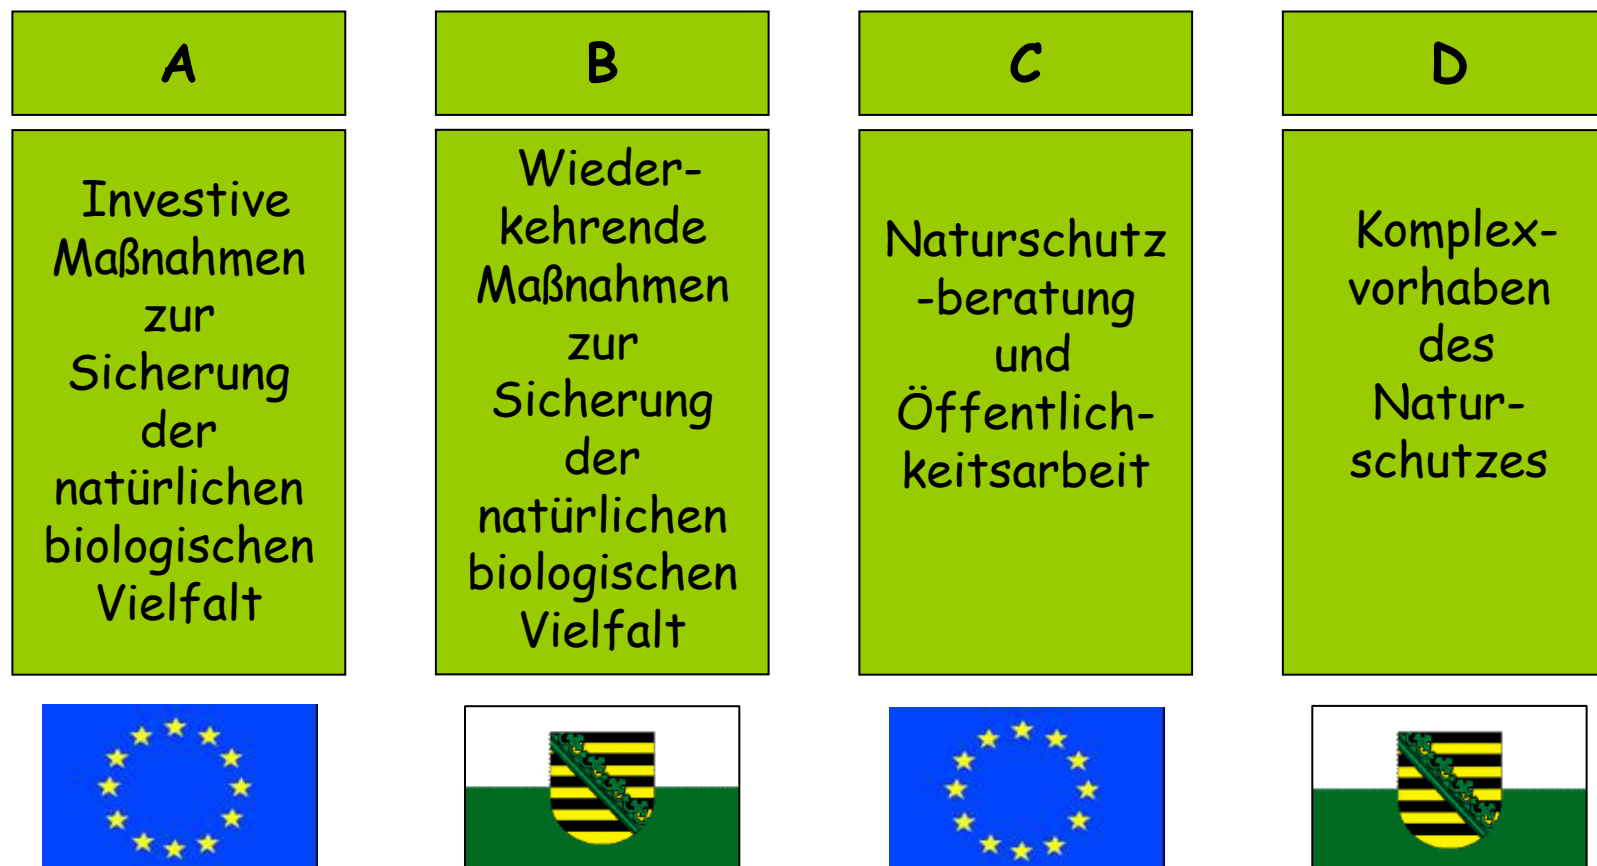 A
Investive
Maßnahmen
zur
Sicherung
der
natürlichen
biologischen
Vielfalt
B
Wieder-
kehrende
Maßnahmen
zur
Sicherung
der
natürlichen
biologischen
Vielfalt
C
Naturschutz
-beratung
und
Öffentlich-
keitsarbeit
D
Komplex-
vorhaben
des
Natur-
schutzes